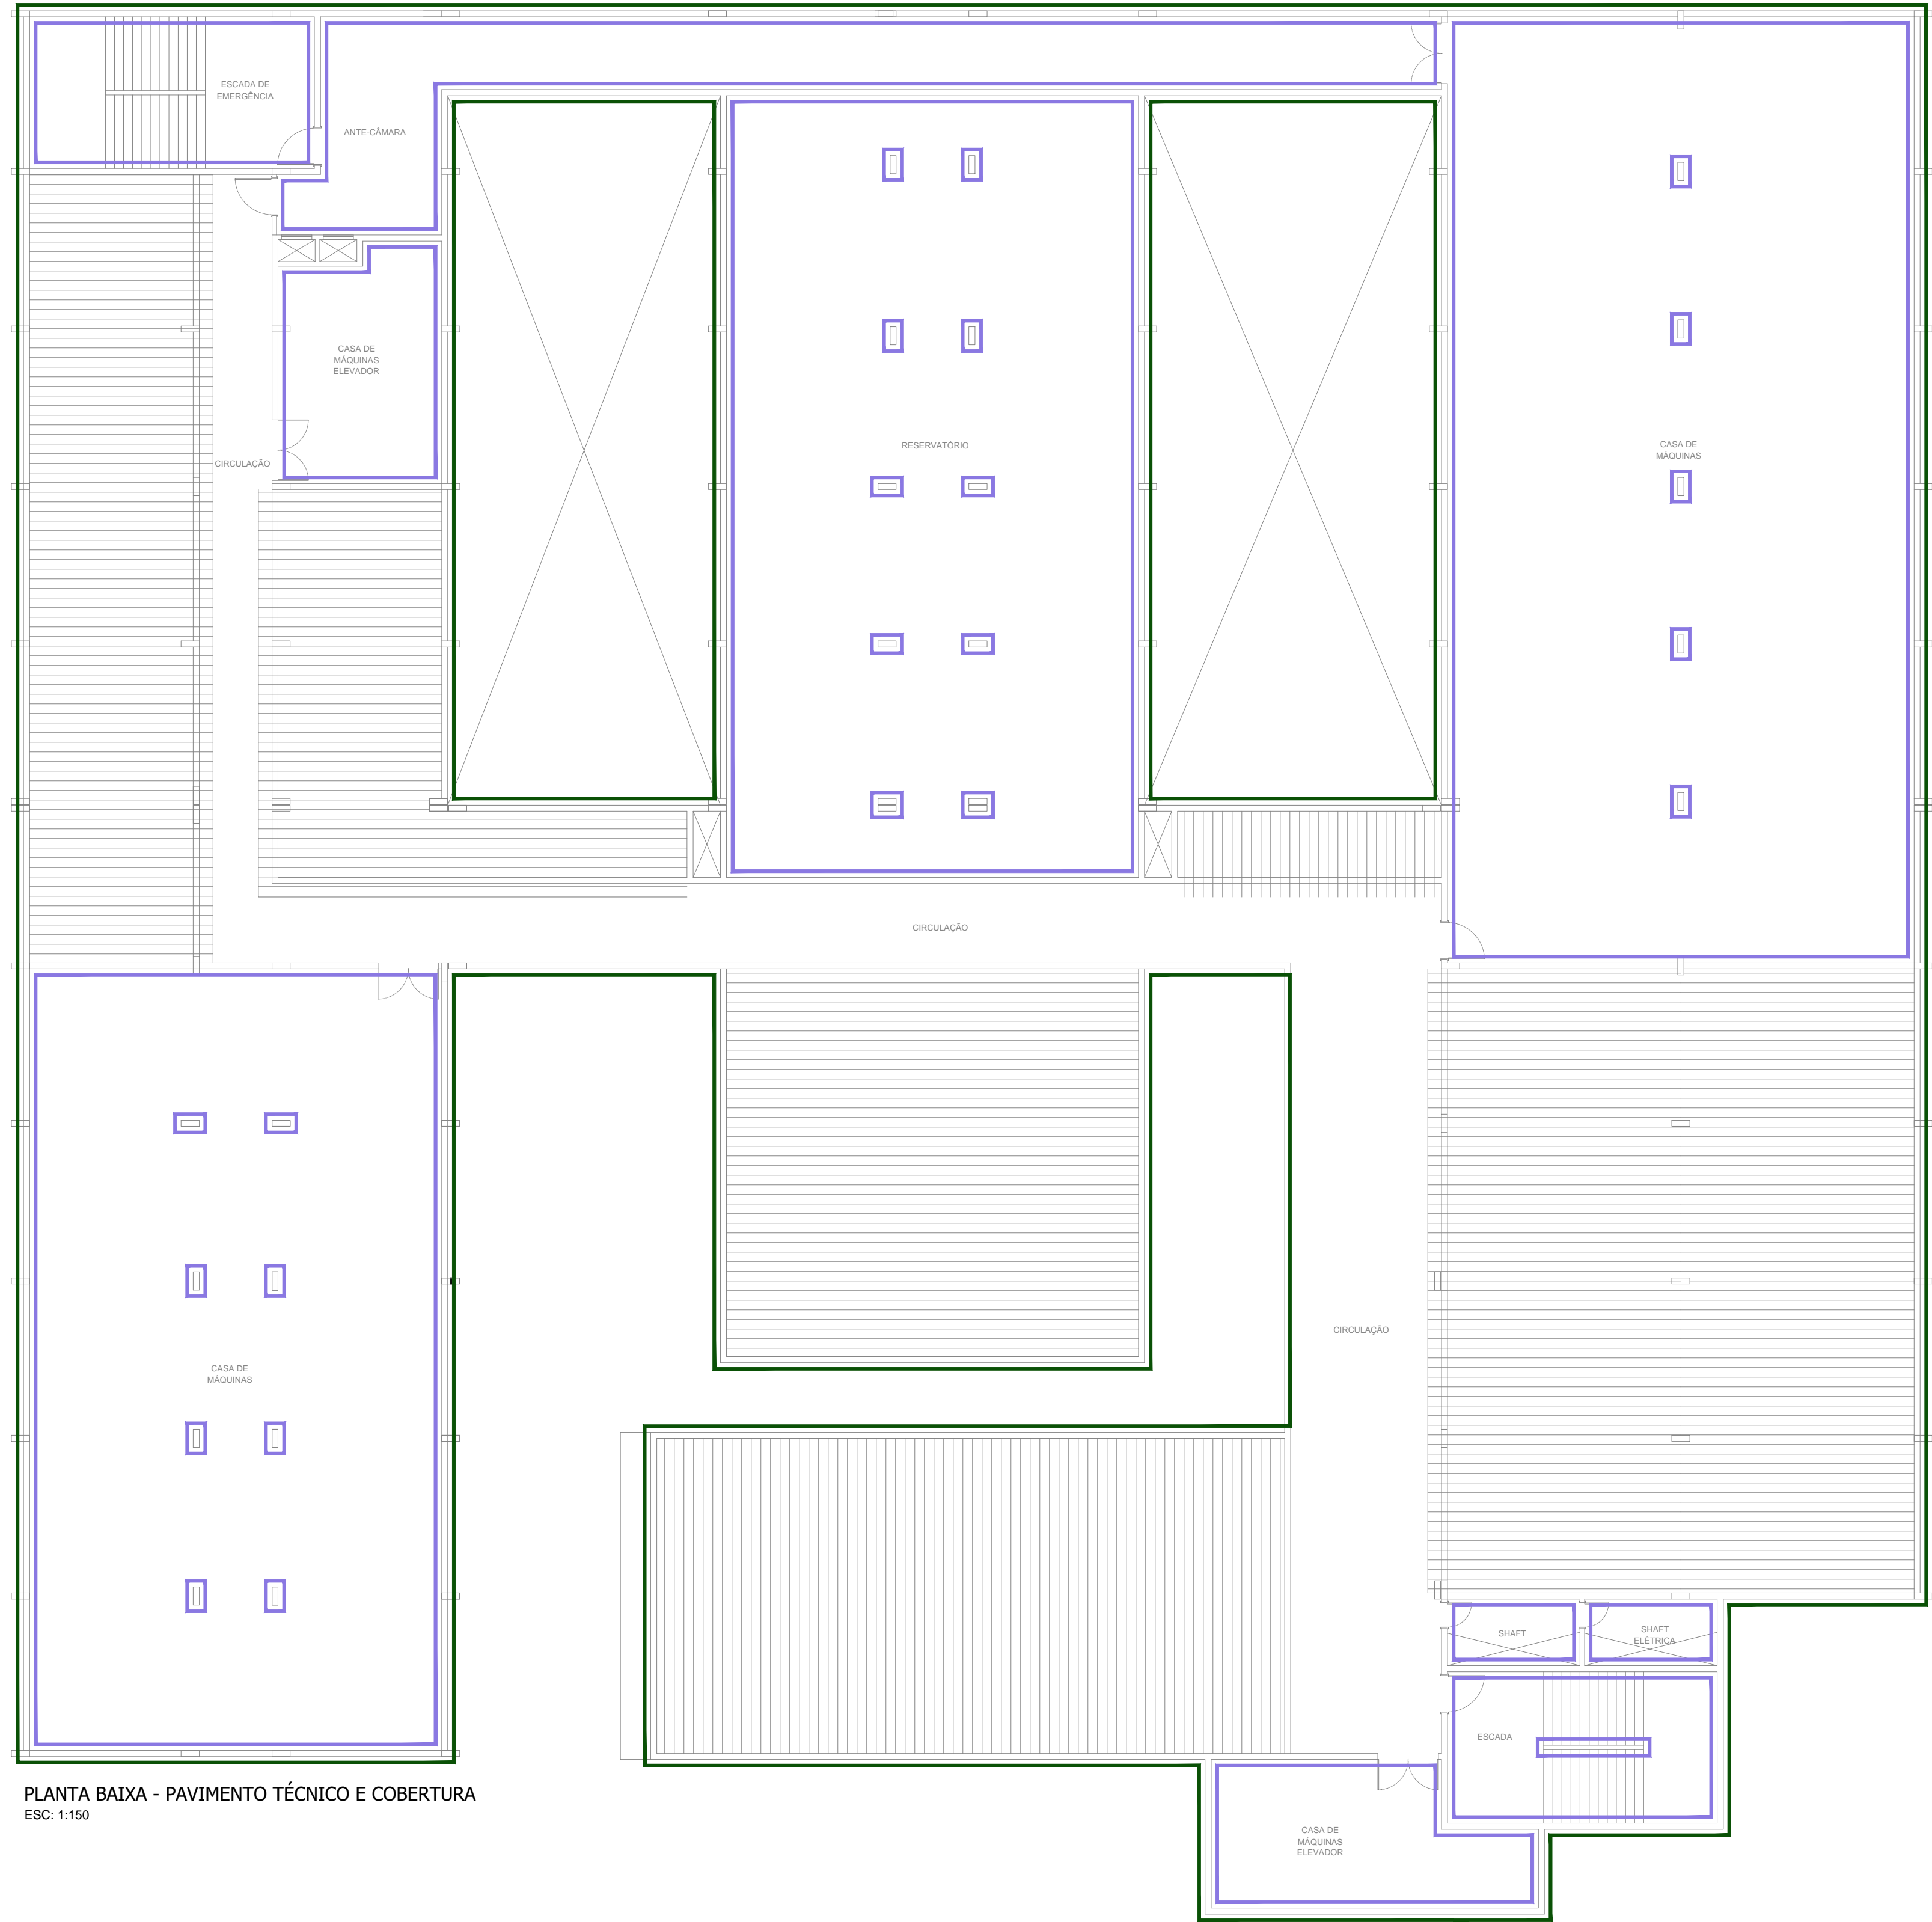 ESCADA DE
EMERGÊNCIA
ANTE-CÂMARA
CASA DE
MÁQUINAS
ELEVADOR
RESERVATÓRIO
CASA DE
MÁQUINAS
CIRCULAÇÃO
CIRCULAÇÃO
CIRCULAÇÃO
CASA DE
MÁQUINAS
SHAFT
SHAFT
ELÉTRICA
ESCADA
CASA DE
MÁQUINAS
ELEVADOR
PLANTA BAIXA - PAVIMENTO TÉCNICO E COBERTURA
ESC: 1:150